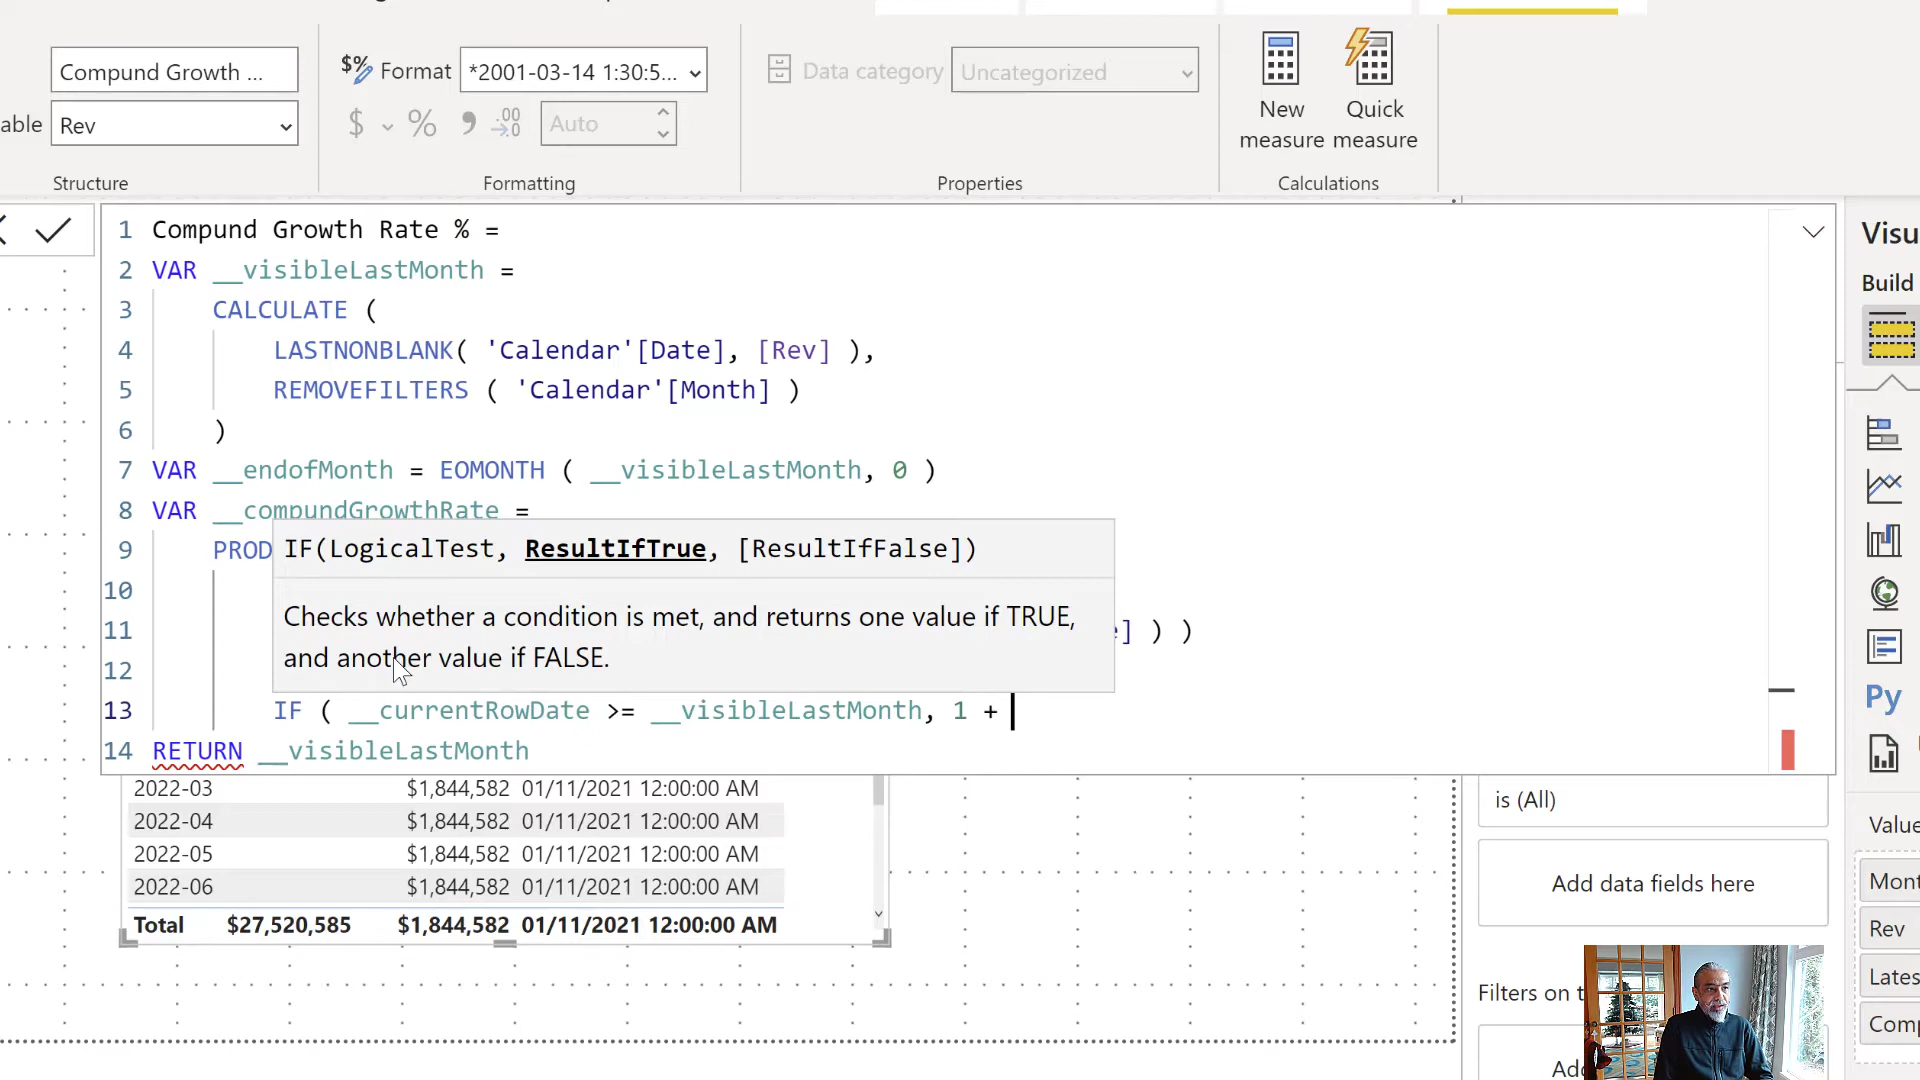 Compund Growth ...
$% Format *2001-03-14 1:30:5...
Data category Uncategorized
New measure
Quick measure
able Rev
$ % Auto
Structure
Formatting
Properties
Calculations
1 Compund Growth Rate % =
2 VAR __visibleLastMonth =
3 CALCULATE (
4 LASTNONBLANK( 'Calendar'[Date], [Rev] ),
5 REMOVEFILTERS ( 'Calendar'[Month] )
6 )
7 VAR __endofMonth = EOMONTH ( __visibleLastMonth, 0 )
8 VAR __compundGrowthRate =
9 PROD
IF(LogicalTest, ResultIfTrue, [ResultIfFalse])
10
Checks whether a condition is met, and returns one value if TRUE,
11 ] ) )
and another value if FALSE.
12
13 IF ( __currentRowDate >= __visibleLastMonth, 1 +
14 RETURN __visibleLastMonth
2022-03 $1,844,582 01/11/2021 12:00:00 AM
2022-04 $1,844,582 01/11/2021 12:00:00 AM
2022-05 $1,844,582 01/11/2021 12:00:00 AM
2022-06 $1,844,582 01/11/2021 12:00:00 AM
Total $27,520,585 $1,844,582 01/11/2021 12:00:00 AM
is (All)
Add data fields here
Filters on t
Visu
Build
Py
Value
Mont
Rev
Lates
Comp